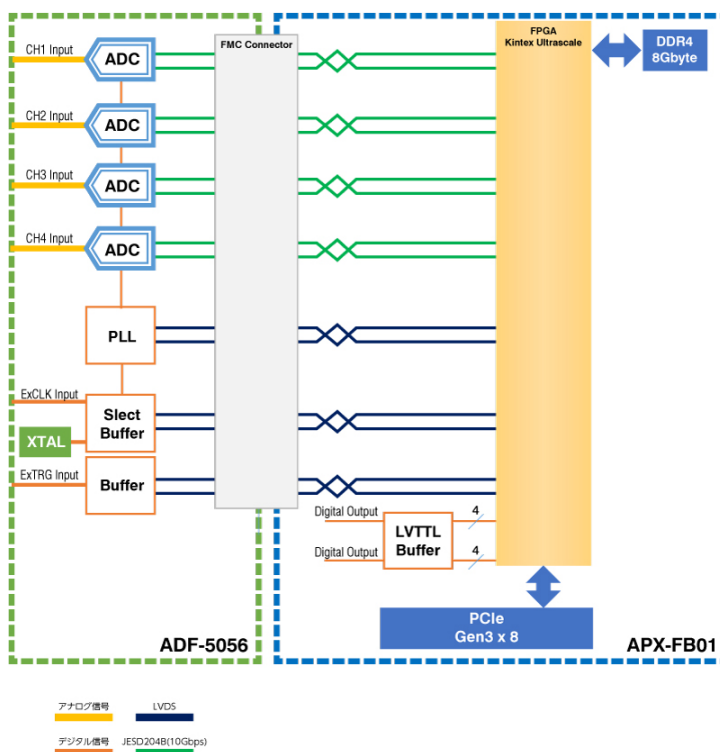 CH1 Input
ADC
FMC Connector
FPGA
Kintex Ultrascale
DDR4
8Gbyte
CH2 Input
ADC
CH3 Input
ADC
CH4 Input
ADC
PLL
ExCLK Input
Slect
Buffer
XTAL
ExTRG Input
Buffer
Digital Output
4
LVTTL
Buffer
Digital Output
4
PCIe
Gen3 x 8
ADF-5056
APX-FB01
アナログ信号
LVDS
デジタル信号
JESD204B(10Gbps)